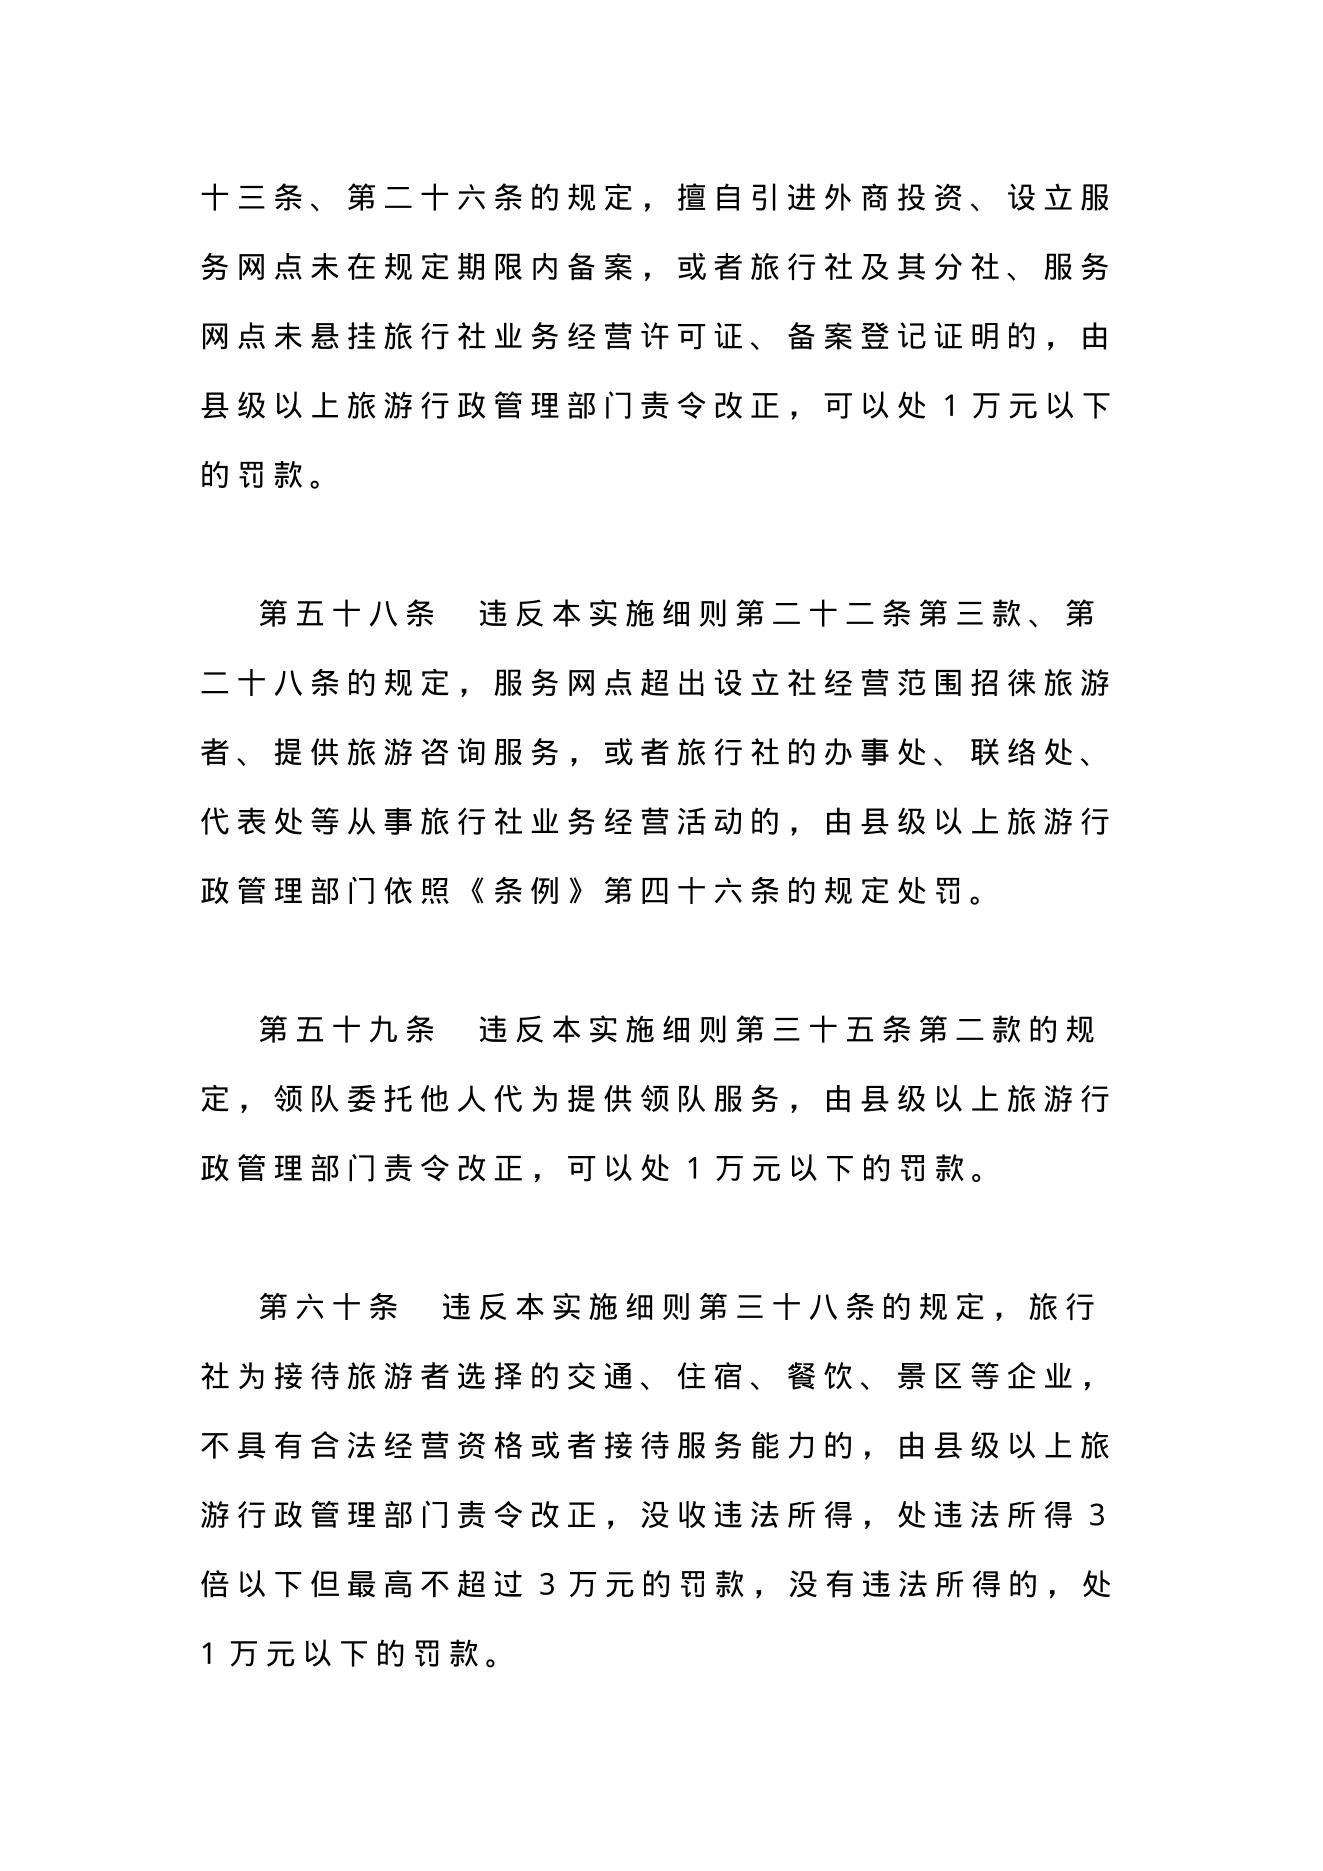 十三条、第二十六条的规定，擅自引进外商投资、设立服
务网点未在规定期限内备案，或者旅行社及其分社、服务
网点未悬挂旅行社业务经营许可证、备案登记证明的，由
县级以上旅游行政管理部门责令改正，可以处 1 万元以下
的罚款。
第五十八条　违反本实施细则第二十二条第三款、第
二十八条的规定，服务网点超出设立社经营范围招徕旅游
者、提供旅游咨询服务，或者旅行社的办事处、联络处、
代表处等从事旅行社业务经营活动的，由县级以上旅游行
政管理部门依照《条例》第四十六条的规定处罚。
第五十九条　违反本实施细则第三十五条第二款的规
定，领队委托他人代为提供领队服务，由县级以上旅游行
政管理部门责令改正，可以处 1 万元以下的罚款。
第六十条　违反本实施细则第三十八条的规定，旅行
社为接待旅游者选择的交通、住宿、餐饮、景区等企业，
不具有合法经营资格或者接待服务能力的，由县级以上旅
游行政管理部门责令改正，没收违法所得，处违法所得 3
倍以下但最高不超过 3 万元的罚款，没有违法所得的，处
1 万元以下的罚款。